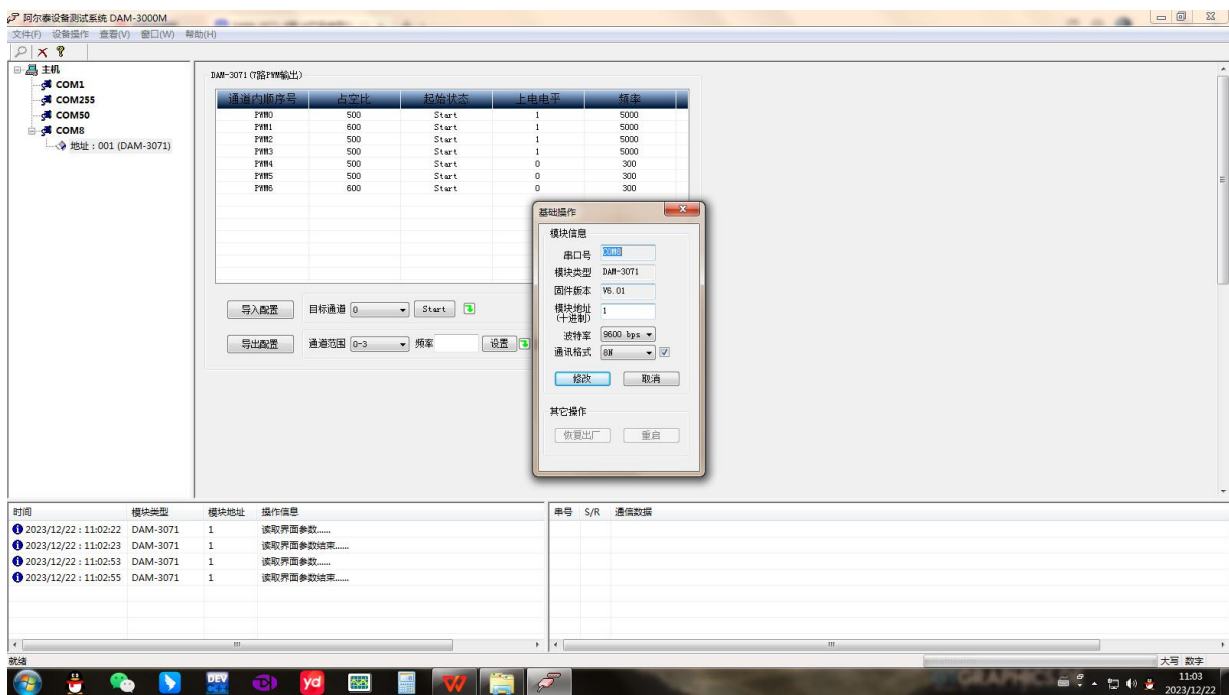 阿尔泰设备测试系统 DAM-3000M
文件(F) 设备操作 查看(V) 窗口(W) 帮助(H)
主机
COM1
COM255
COM50
COM8
地址：001 (DAM-3071)
DAM-3071(7路PWM输出)
通道内顺序号 占空比 起始状态 上电电平 频率
PWM0 500 Start 1 5000
PWM1 600 Start 1 5000
PWM2 500 Start 1 5000
PWM3 500 Start 1 5000
PWM4 500 Start 0 300
PWM5 500 Start 0 300
PWM6 600 Start 0 300
导入配置 目标通道 0 Start
导出配置 通道范围 0-3 频率 设置
基础操作
模块信息
串口号 COM8
模块类型 DAM-3071
固件版本 V6.01
模块地址 1
(十进制)
波特率 9600 bps
通讯格式 8N
修改 取消
其它操作
恢复出厂 重启
时间 模块类型 模块地址 操作信息
2023/12/22 : 11:02:22 DAM-3071 1 读取界面参数......
2023/12/22 : 11:02:23 DAM-3071 1 读取界面参数结束......
2023/12/22 : 11:02:53 DAM-3071 1 读取界面参数......
2023/12/22 : 11:02:55 DAM-3071 1 读取界面参数结束......
串号 S/R 通信数据
就绪
大写 数字
DEV
yd
W
11:03
2023/12/22